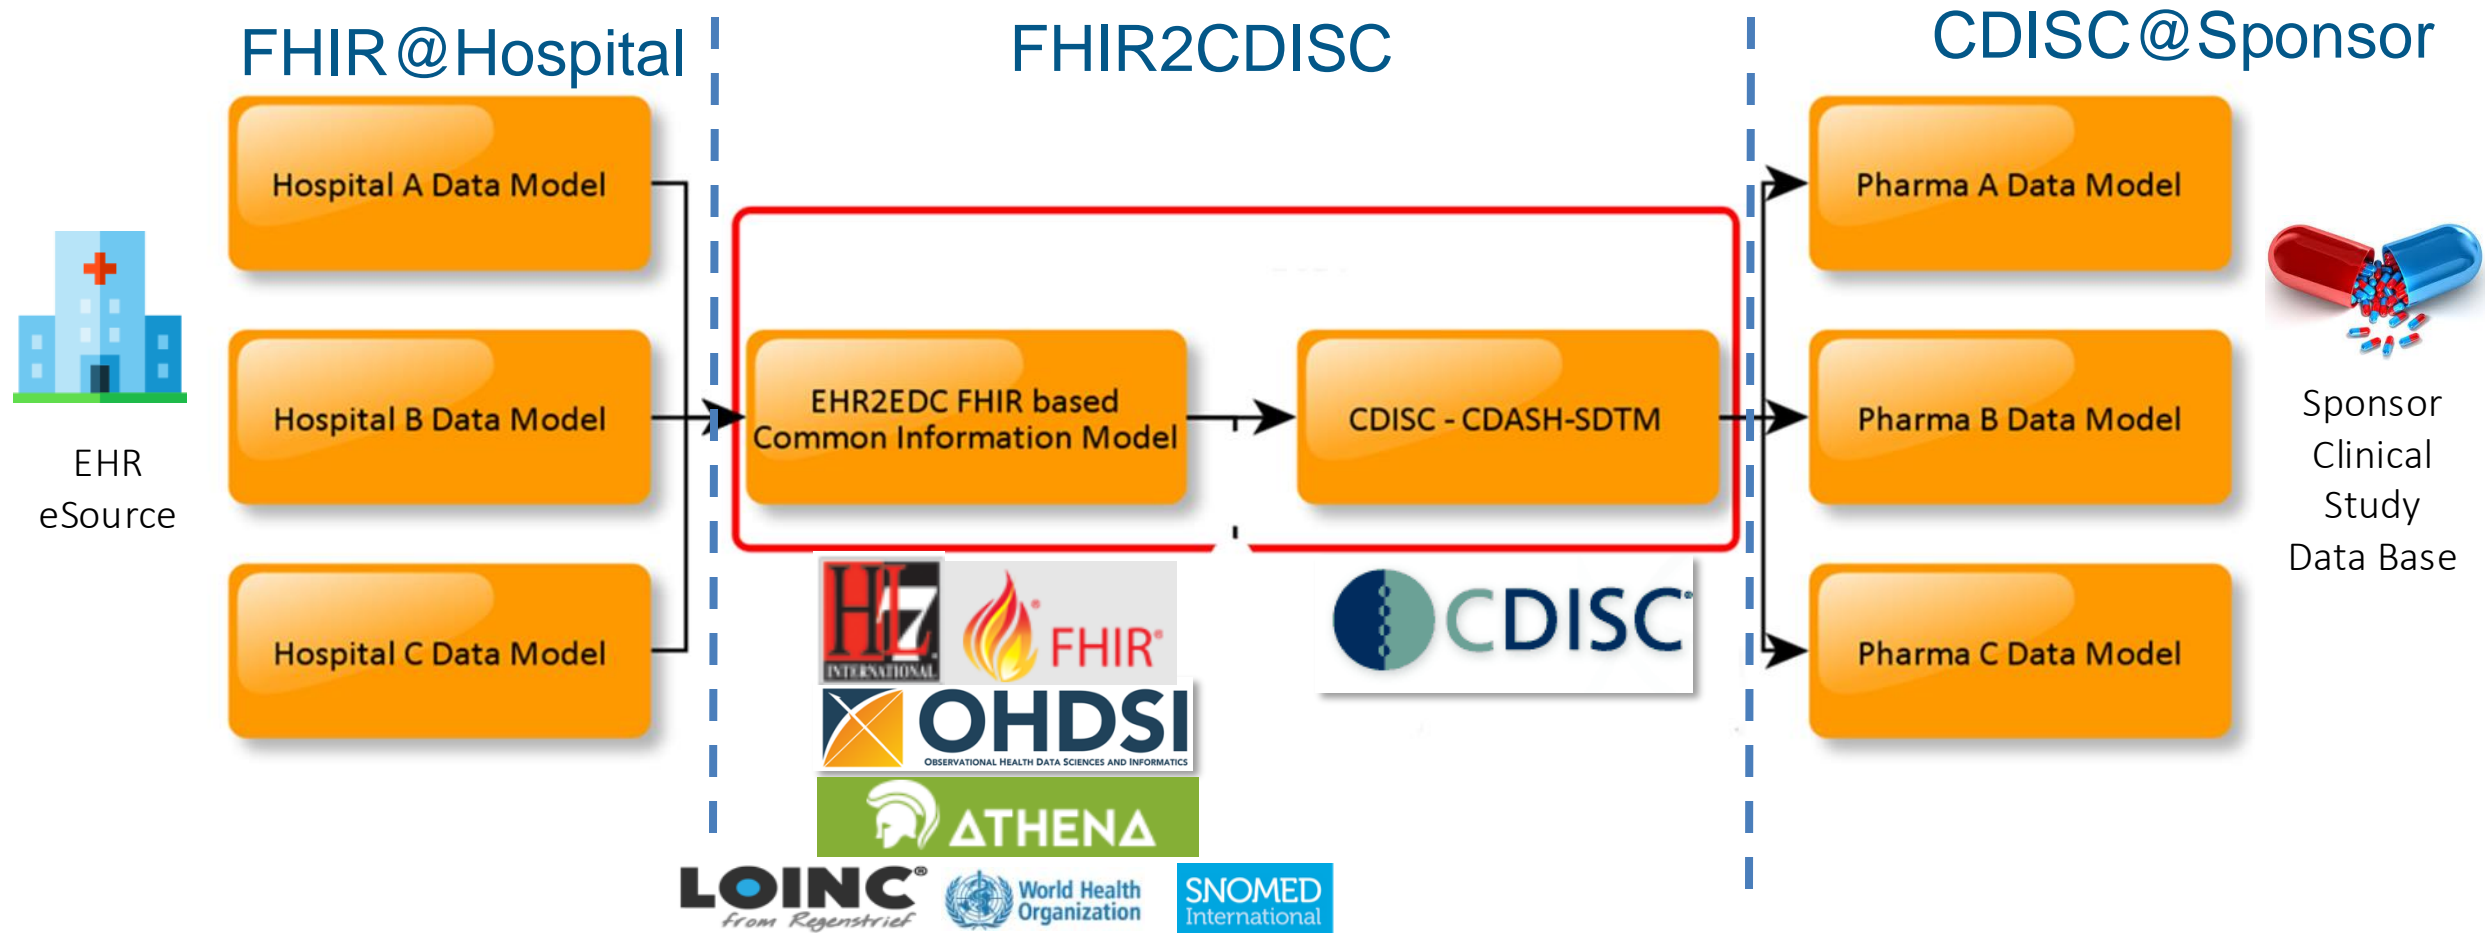 FHIR@Hospital
FHIR2CDISC
CDISC@Sponsor
Hospital A Data Model
Hospital B Data Model
Hospital C Data Model
EHR
eSource
EHR2EDC FHIR based
Common Information Model
CDISC - CDASH-SDTM
Pharma A Data Model
Pharma B Data Model
Pharma C Data Model
Sponsor
Clinical
Study
Data Base
HL7
INTERNATIONAL
FHIR®
CDISC
OHDSI
OBSERVATIONAL HEALTH DATA SCIENCES AND INFORMATICS
ATHENA
LOINC®
from Regenstrief
World Health
Organization
SNOMED
International